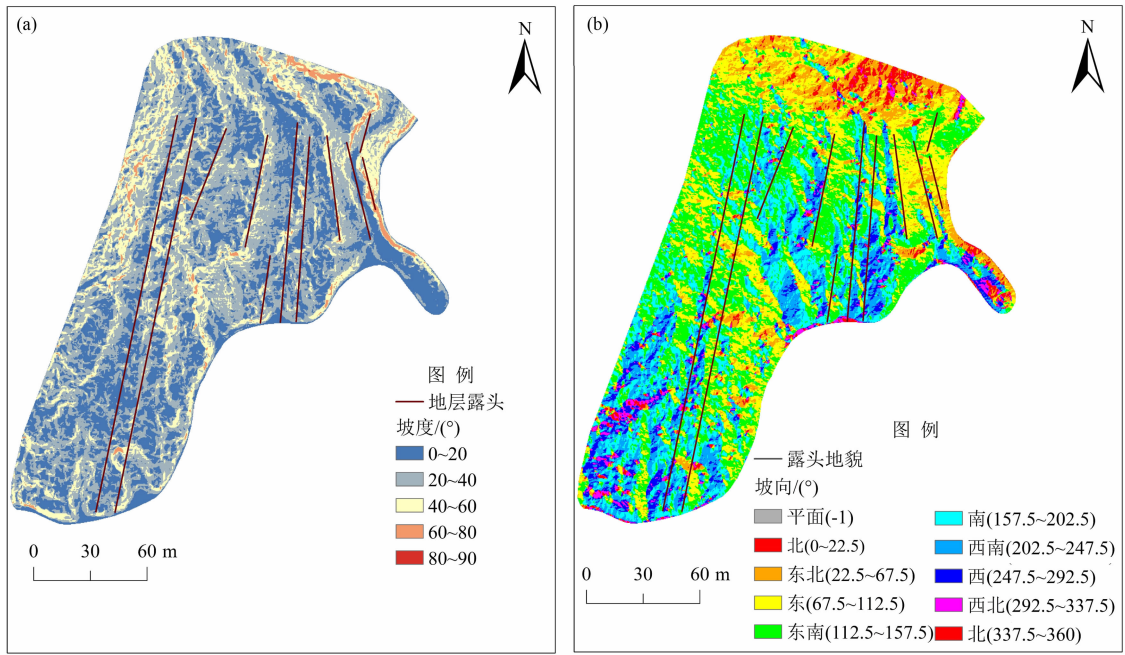 (a)
N
图 例
地层露头
坡度/(°)
0~20
20~40
40~60
60~80
80~90
0 30 60 m
(b)
N
图 例
露头地貌
坡向/(°)
平面(-1)
北(0~22.5)
东北(22.5~67.5)
东(67.5~112.5)
东南(112.5~157.5)
南(157.5~202.5)
西南(202.5~247.5)
西(247.5~292.5)
西北(292.5~337.5)
北(337.5~360)
0 30 60 m